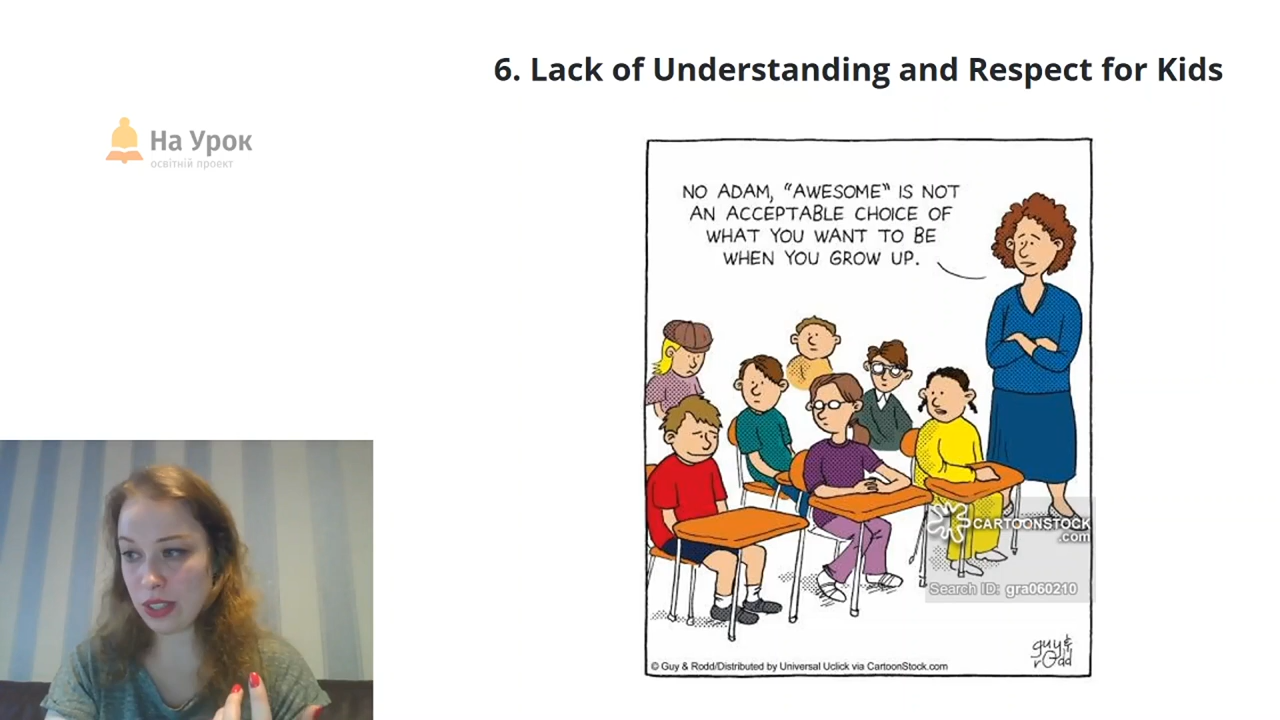 6. Lack of Understanding and Respect for Kids
На Урок
освітній проект
NO ADAM, "AWESOME" IS NOT
AN ACCEPTABLE CHOICE OF
WHAT YOU WANT TO BE
WHEN YOU GROW UP.
CARTOONSTOCK
.com
Search ID: gra060210
guy &
rodd
© Guy & Rodd/Distributed by Universal Uclick via CartoonStock.com